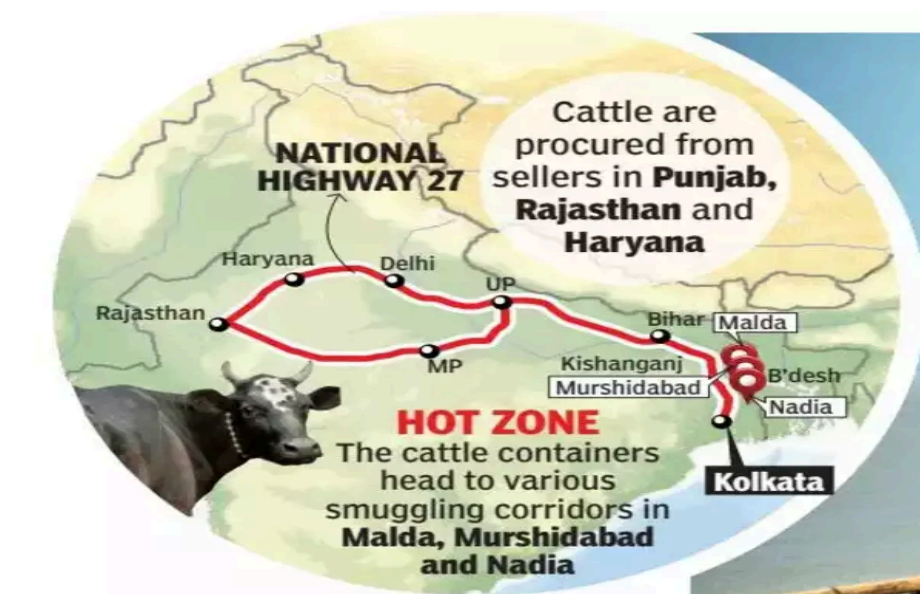 Cattle are
procured from
sellers in Punjab,
Rajasthan and
Haryana
NATIONAL
HIGHWAY 27
Haryana
Delhi
UP
Rajasthan
MP
Bihar
Malda
Kishanganj
Murshidabad
B'desh
Nadia
Kolkata
HOT ZONE
The cattle containers
head to various
smuggling corridors in
Malda, Murshidabad
and Nadia